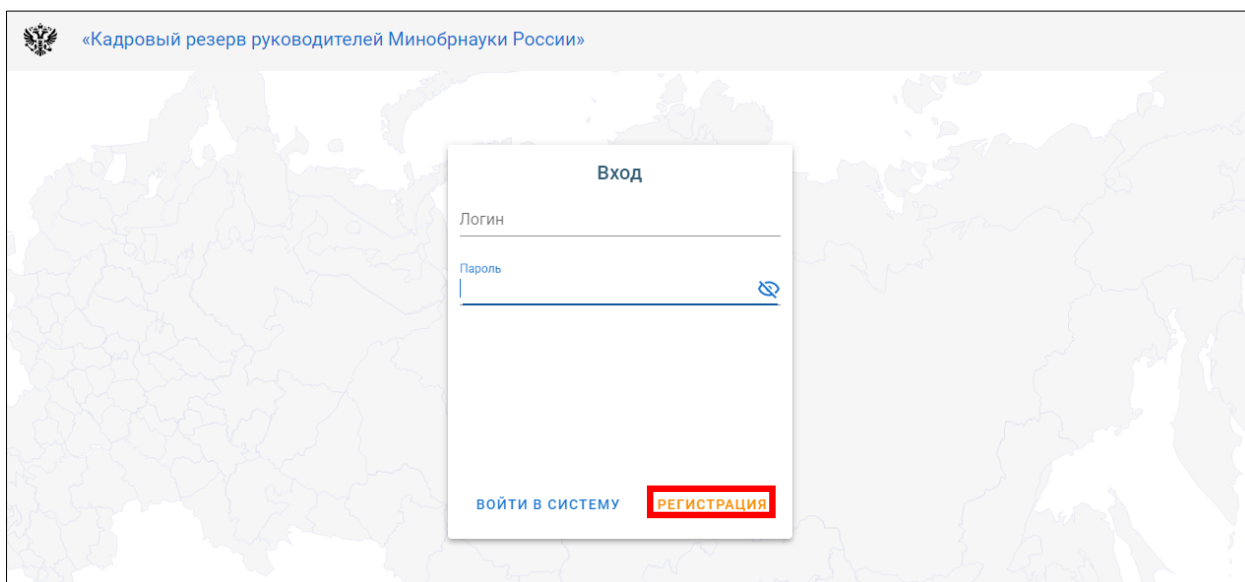 «Кадровый резерв руководителей Минобрнауки России»
Вход
Логин
Пароль
ВОЙТИ В СИСТЕМУ
РЕГИСТРАЦИЯ